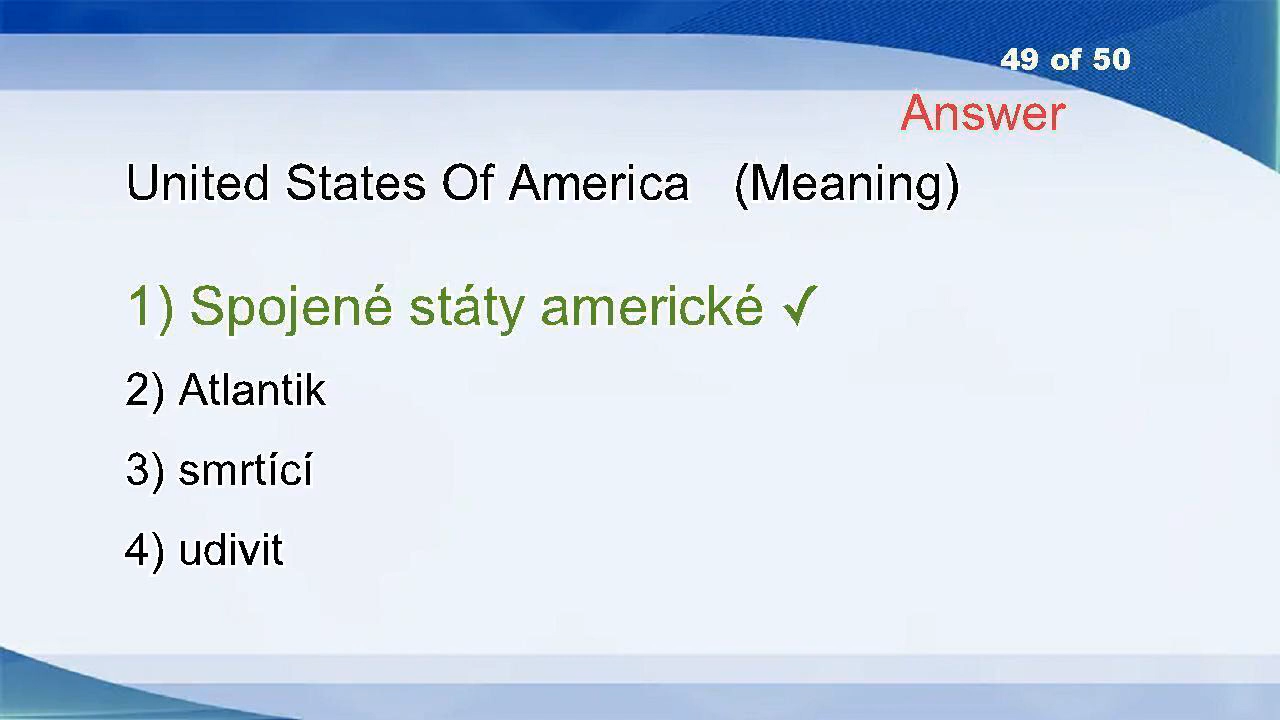 49 of 50
Answer
United States Of America (Meaning)
1) Spojené státy americké ✓
2) Atlantik
3) smrtící
4) udivit